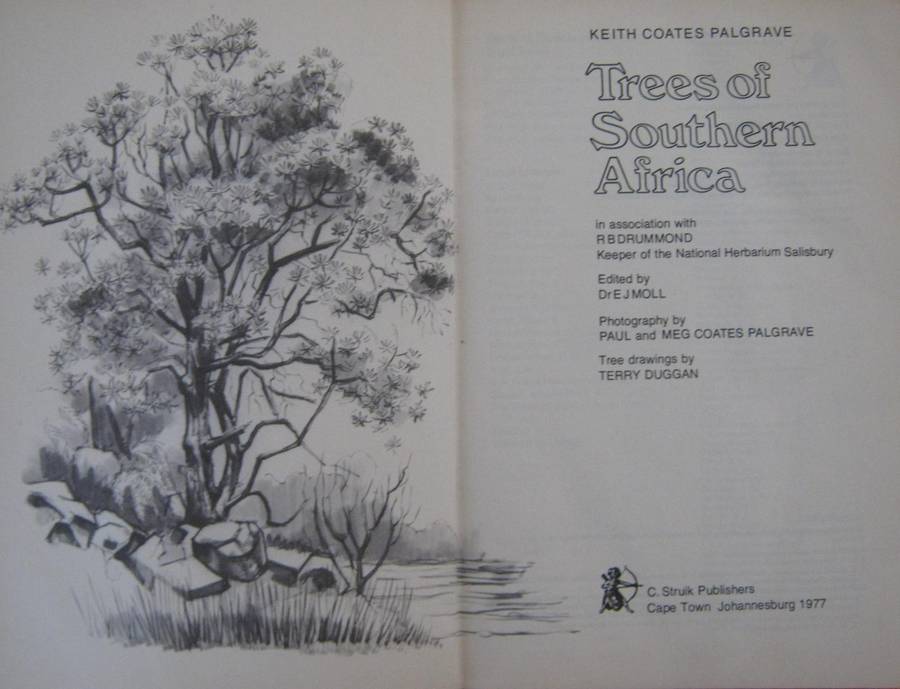 KEITH COATES PALGRAVE
Trees of
Southern
Africa
in association with
R B DRUMMOND
Keeper of the National Herbarium Salisbury
Edited by
Dr E J MOLL
Photography by
PAUL and MEG COATES PALGRAVE
Tree drawings by
TERRY DUGGAN
C. Struik Publishers
Cape Town Johannesburg 1977